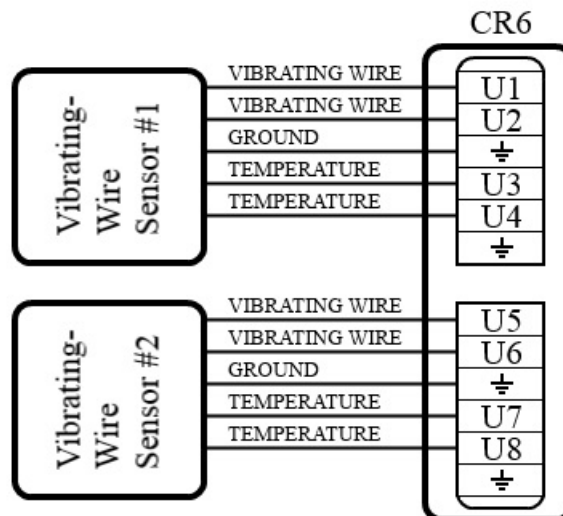 CR6
Vibrating-
Wire
Sensor #1
VIBRATING WIRE
U1
VIBRATING WIRE
U2
GROUND
TEMPERATURE
U3
TEMPERATURE
U4
Vibrating-
Wire
Sensor #2
VIBRATING WIRE
U5
VIBRATING WIRE
U6
GROUND
TEMPERATURE
U7
TEMPERATURE
U8